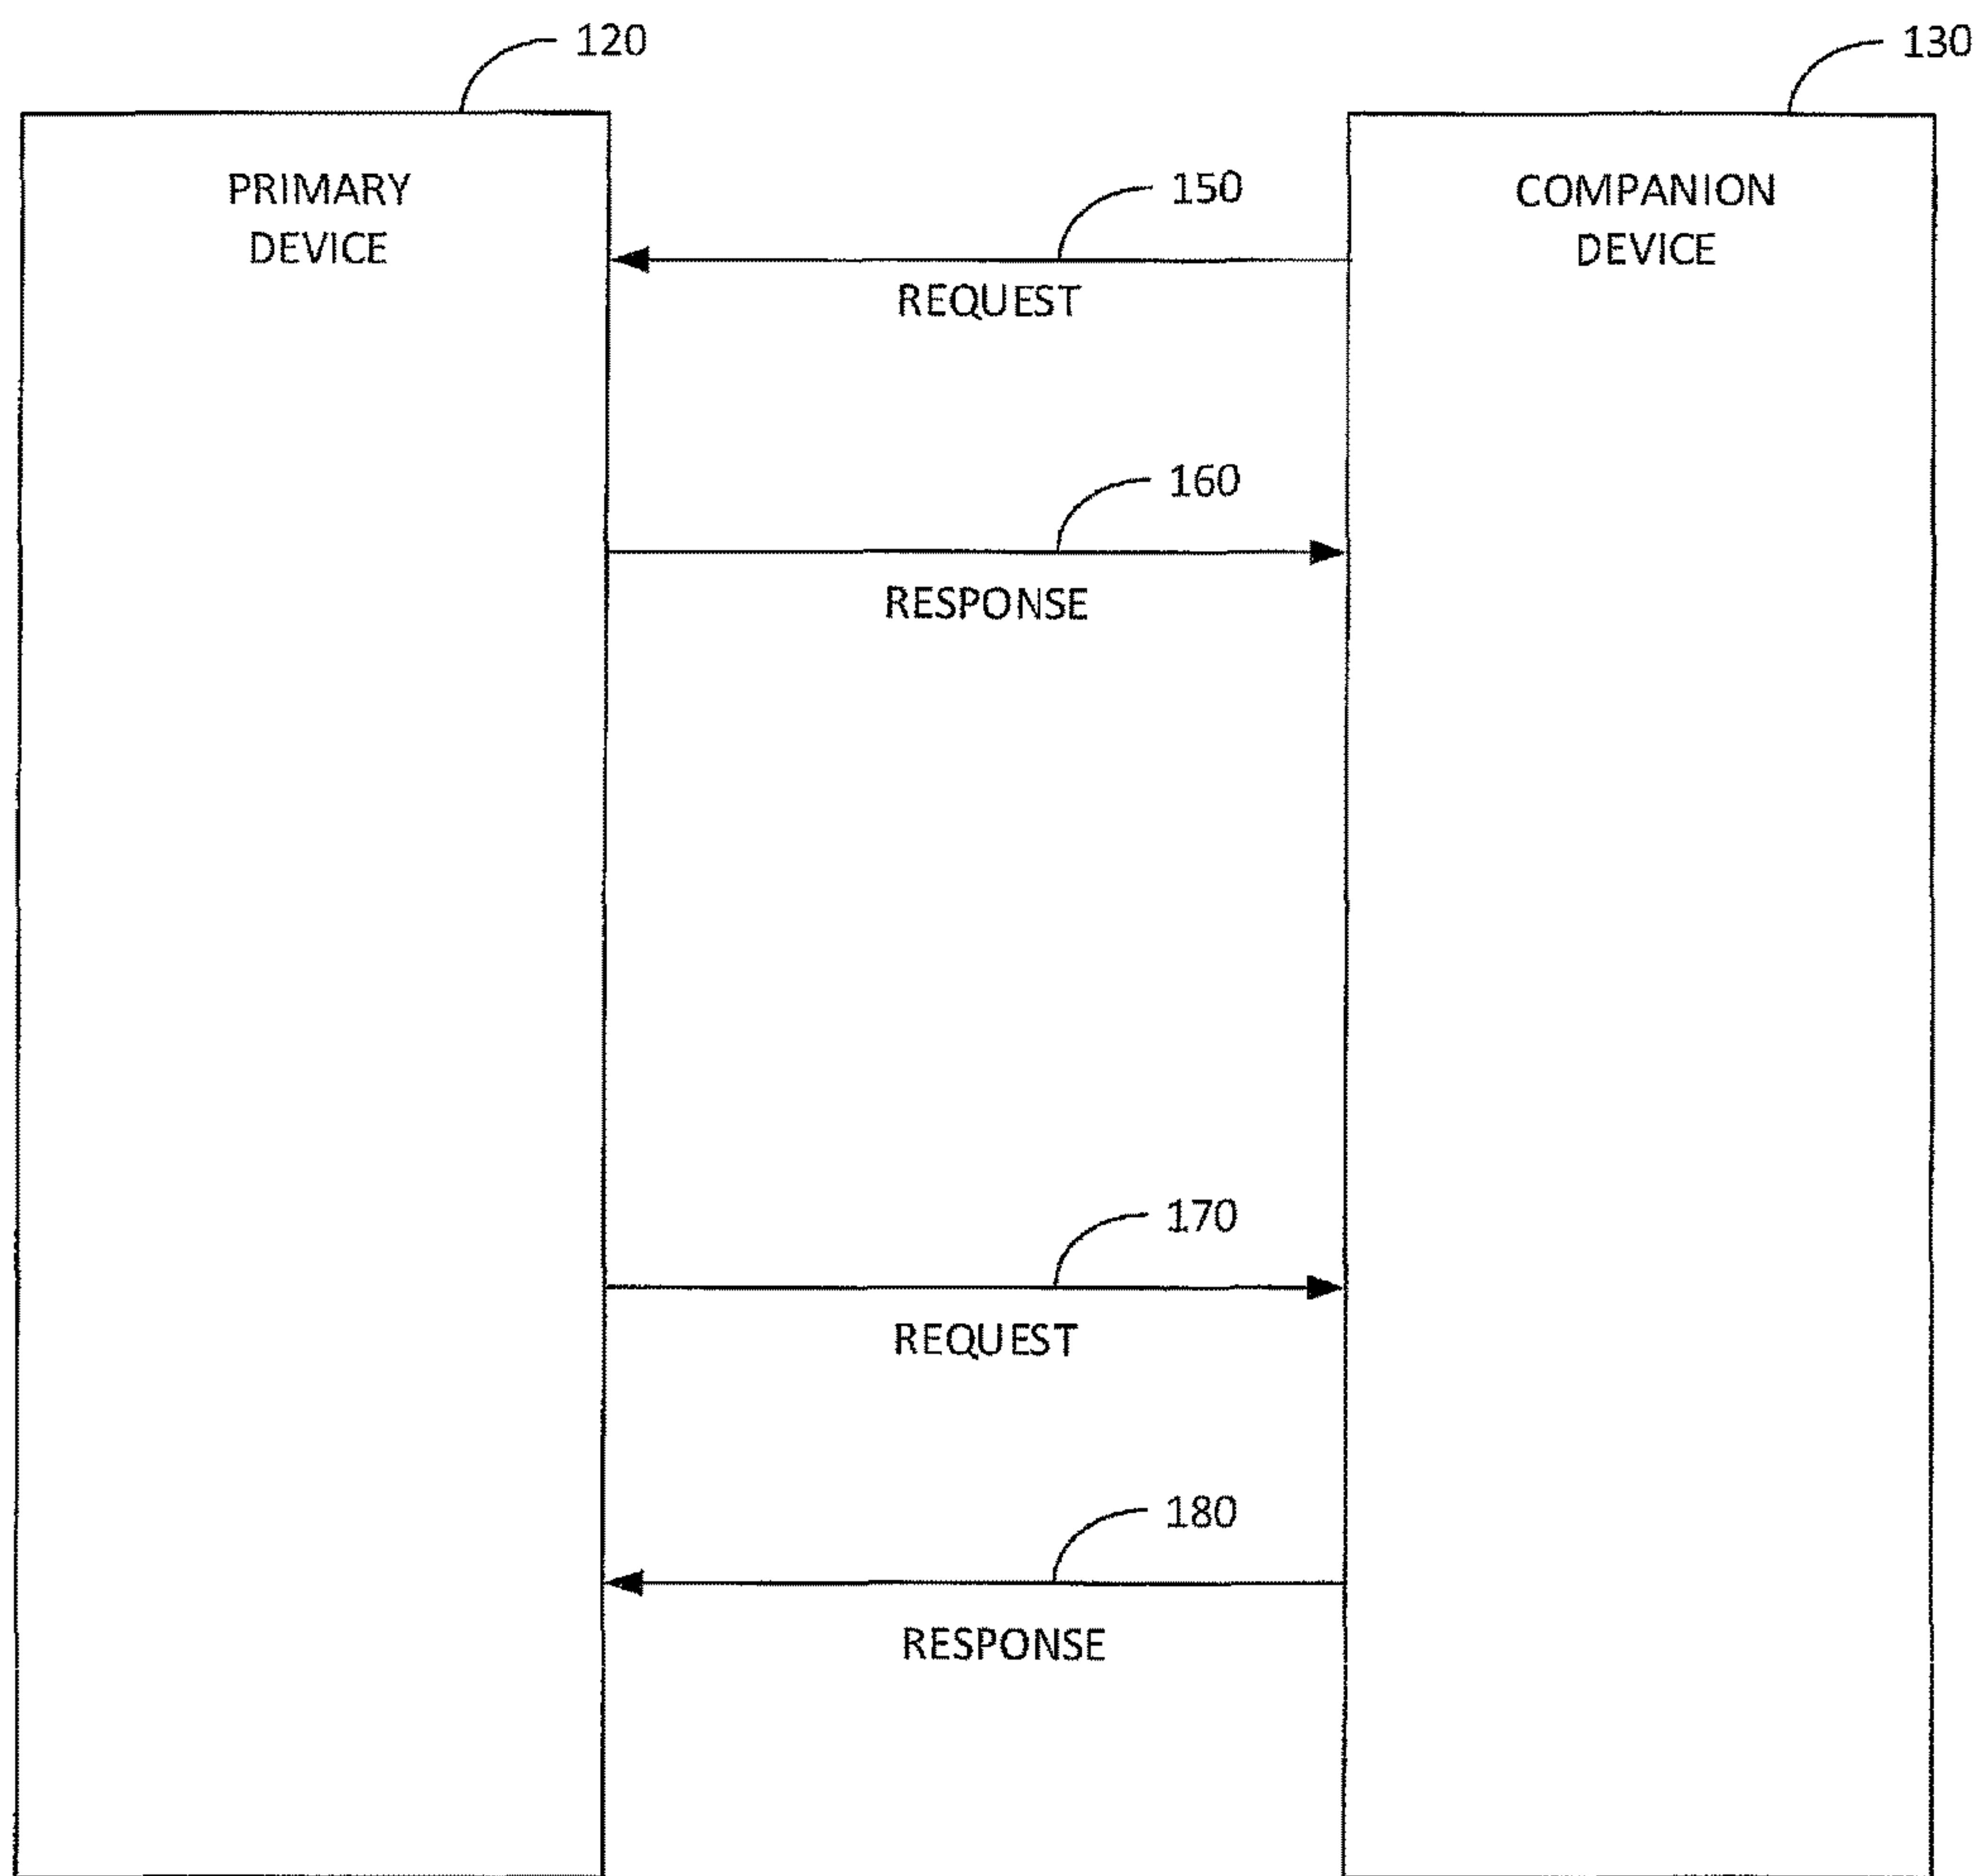 120
130
PRIMARY
DEVICE
COMPANION
DEVICE
150
REQUEST
160
RESPONSE
170
REQUEST
180
RESPONSE